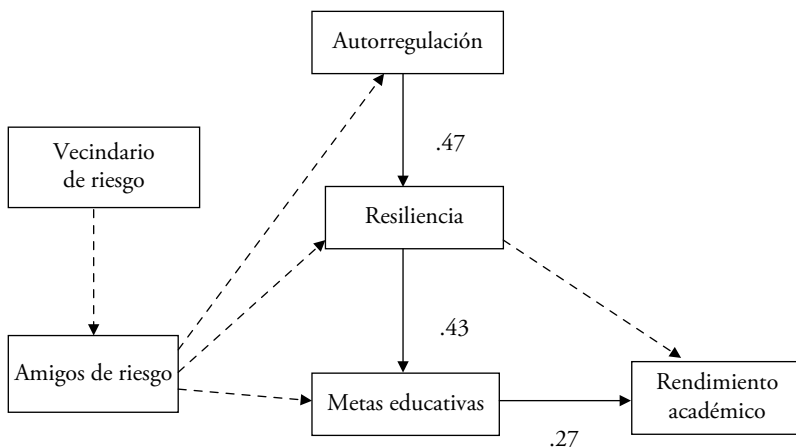 Autorregulación
.47
Vecindario
de riesgo
Resiliencia
.43
Amigos de riesgo
Metas educativas
.27
Rendimiento
académico